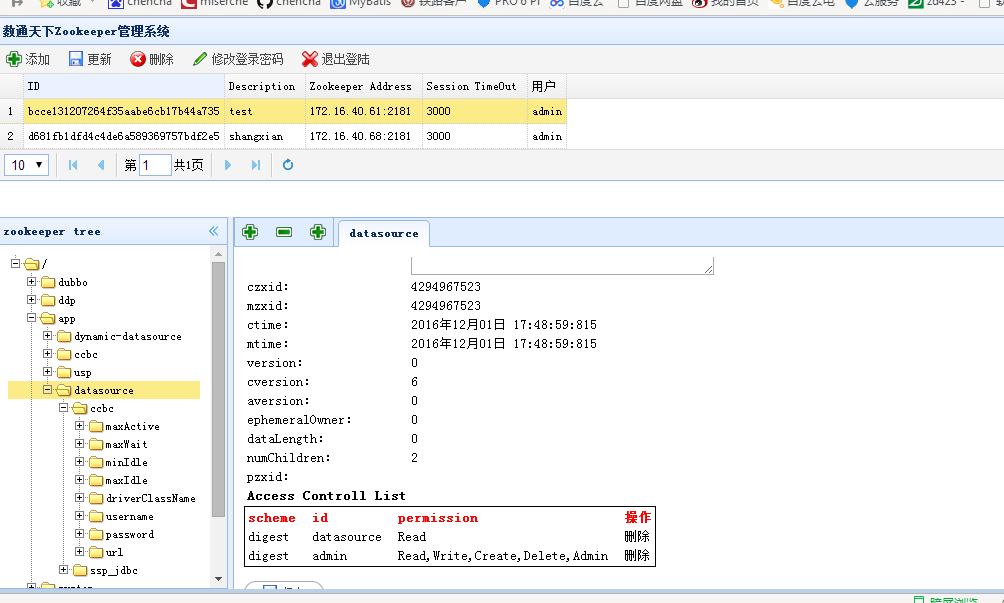 收藏 chencha miserche chencha MyBatis 铁路客户 PRO 6 Pl 百度云 百度网盘 我的首页 百度云电 云服务 zd423 -
数通天下Zookeeper管理系统
添加 更新 删除 修改登录密码 退出登陆
ID Description Zookeeper Address Session TimeOut 用户
1 bcce131207264f35aabe6cb17b44a735 test 172.16.40.61:2181 3000 admin
2 d681fb1dfd4c4de6a589369757bdf2e5 shangxian 172.16.40.68:2181 3000 admin
10 第 1 共1页
zookeeper tree
/
dubbo
ddp
app
dynamic-datasource
ccbc
usp
datasource
ccbc
maxActive
maxWait
minIdle
maxIdle
driverClassName
username
password
url
ssp_jdbc
datasource
czxid: 4294967523
mzxid: 4294967523
ctime: 2016年12月01日 17:48:59:815
mtime: 2016年12月01日 17:48:59:815
version: 0
cversion: 6
aversion: 0
ephemeralOwner: 0
dataLength: 0
numChildren: 2
pzxid:
Access Controll List
scheme id permission 操作
digest datasource Read 删除
digest admin Read,Write,Create,Delete,Admin 删除